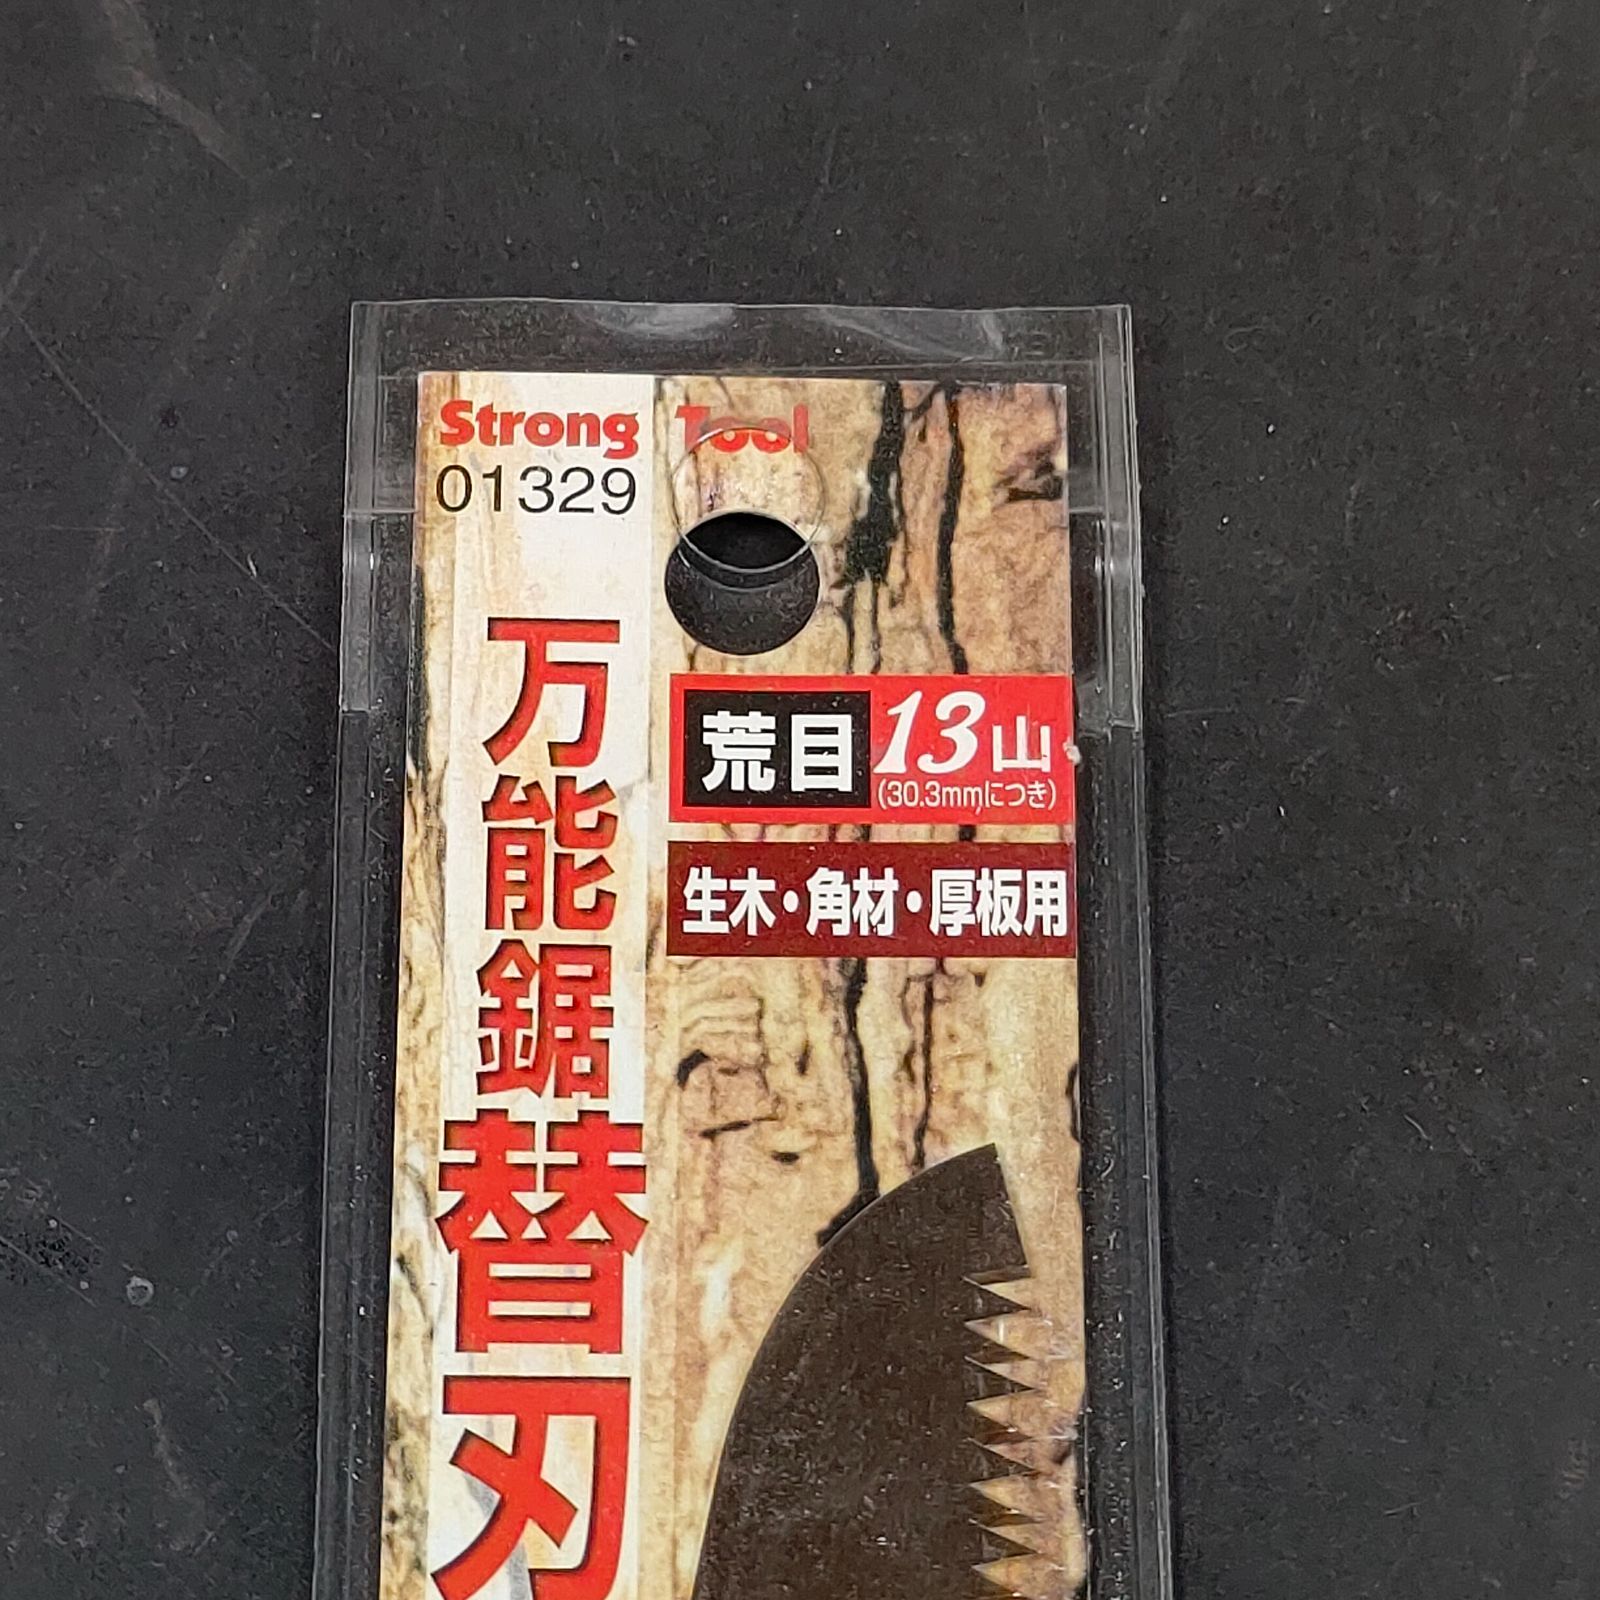 Strong Tool
01329
万能鋸替刃
荒目 13山
(30.3mmにつき)
生木・角材・厚板用